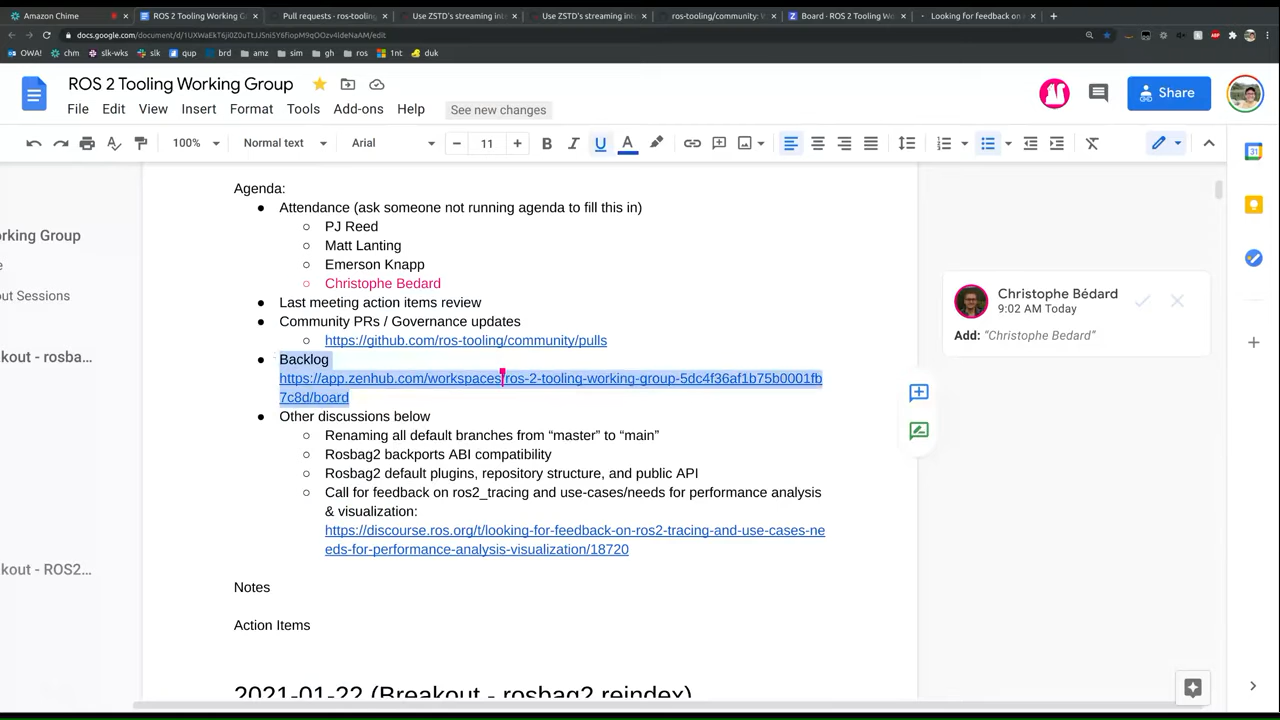 Amazon Chime
ROS 2 Tooling Working G
Pull requests · ros-tooling
Use ZSTD's streaming int
Use ZSTD's streaming int
ros-tooling/community: W
Board · ROS 2 Tooling Wo
Looking for feedback on
OWA!
chm
slk-wks
slk
qup
brd
amz
sim
gh
ros
1nt
duk
ROS 2 Tooling Working Group
File Edit View Insert Format Tools Add-ons Help
See new changes
Share
100%
Normal text
Arial
11
Agenda:
Attendance (ask someone not running agenda to fill this in)
PJ Reed
Matt Lanting
Emerson Knapp
Christophe Bedard
Last meeting action items review
Community PRs / Governance updates
https://github.com/ros-tooling/community/pulls
Backlog
https://app.zenhub.com/workspaces/ros-2-tooling-working-group-5dc4f36af1b75b0001fb
7c8d/board
Other discussions below
Renaming all default branches from “master” to “main”
Rosbag2 backports ABI compatibility
Rosbag2 default plugins, repository structure, and public API
Call for feedback on ros2_tracing and use-cases/needs for performance analysis
& visualization:
https://discourse.ros.org/t/looking-for-feedback-on-ros2-tracing-and-use-cases-ne
eds-for-performance-analysis-visualization/18720
Notes
Action Items
2021-01-22 (Breakout - rosbag2 reindex)
rking Group
e
out Sessions
akout - rosba...
akout - ROS2...
Christophe Bédard
9:02 AM Today
Add: “Christophe Bedard”